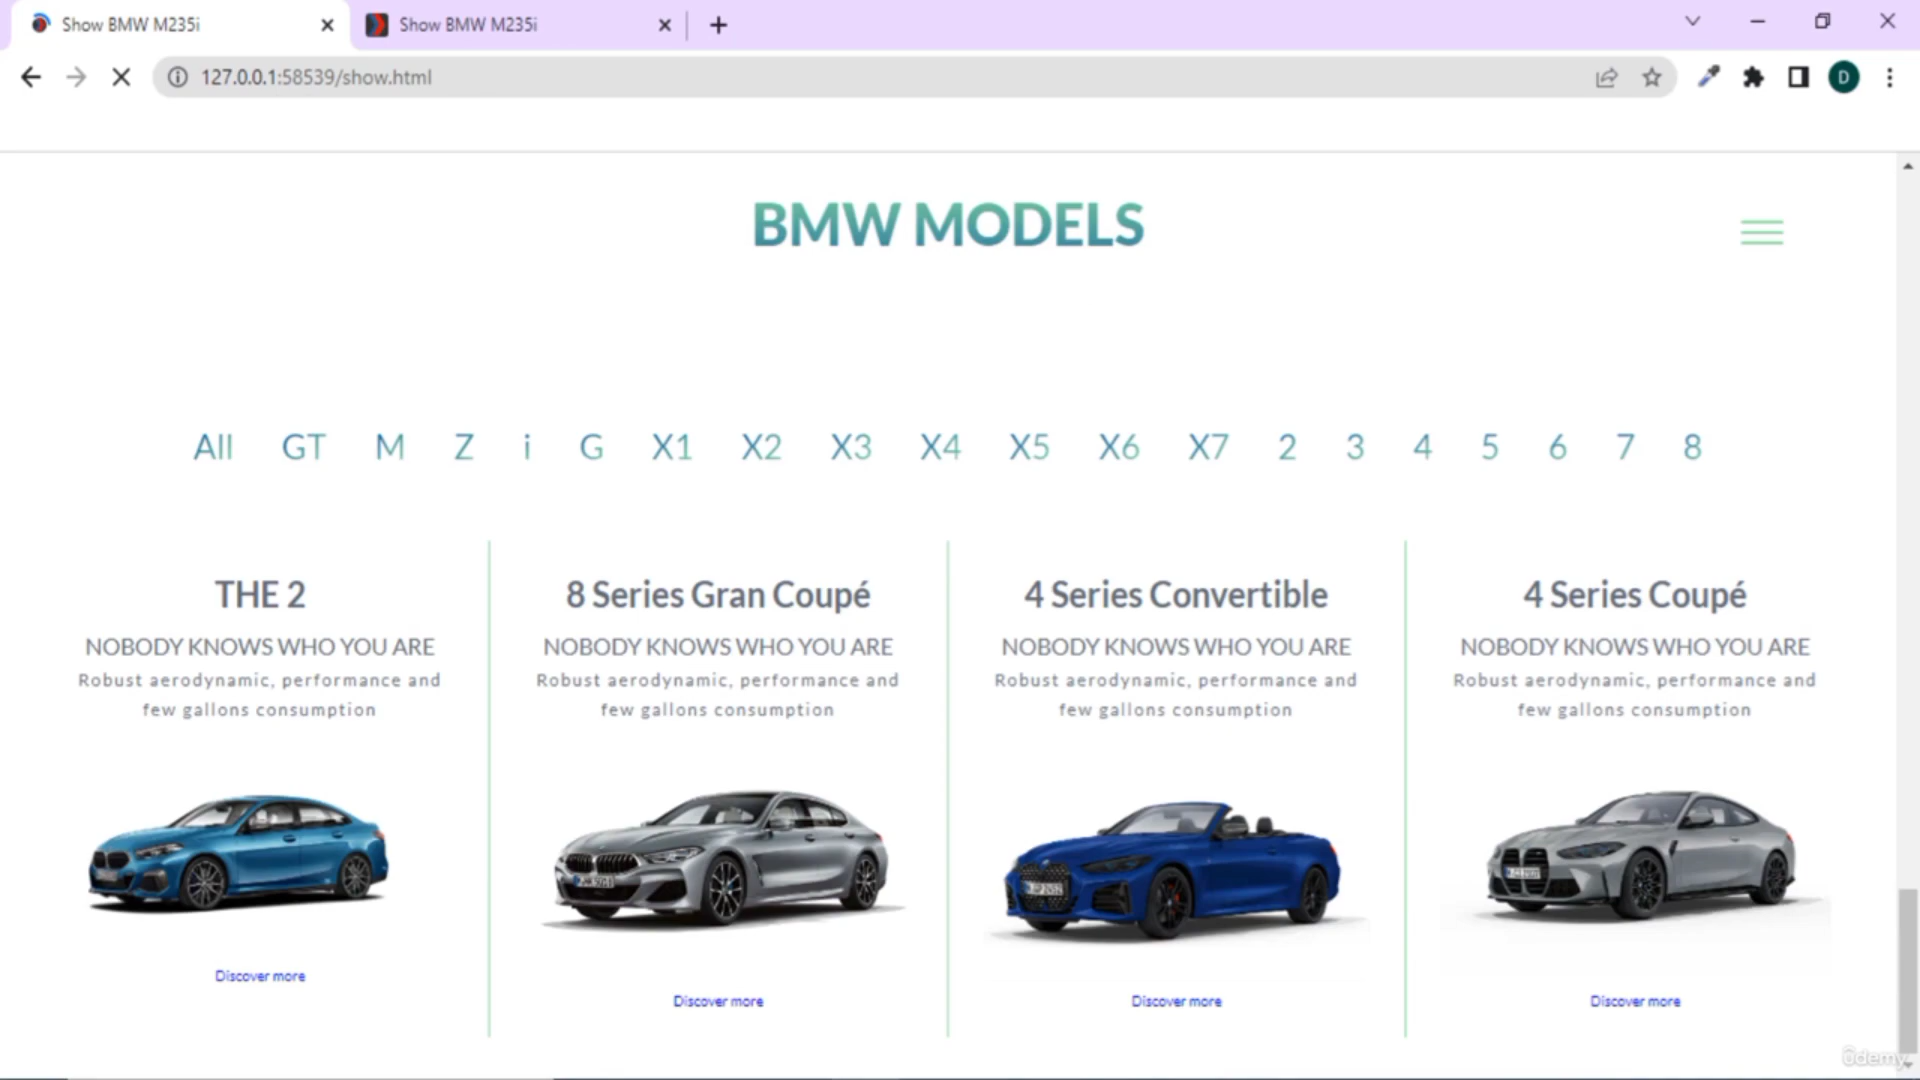 Show BMW M235i
Show BMW M235i
127.0.0.1:58539/show.html
D
BMW MODELS
All GT M Z i G X1 X2 X3 X4 X5 X6 X7 2 3 4 5 6 7 8
THE 2
NOBODY KNOWS WHO YOU ARE
Robust aerodynamic, performance and
few gallons consumption
Discover more
8 Series Gran Coupé
NOBODY KNOWS WHO YOU ARE
Robust aerodynamic, performance and
few gallons consumption
Discover more
4 Series Convertible
NOBODY KNOWS WHO YOU ARE
Robust aerodynamic, performance and
few gallons consumption
Discover more
4 Series Coupé
NOBODY KNOWS WHO YOU ARE
Robust aerodynamic, performance and
few gallons consumption
Discover more
ûdemy